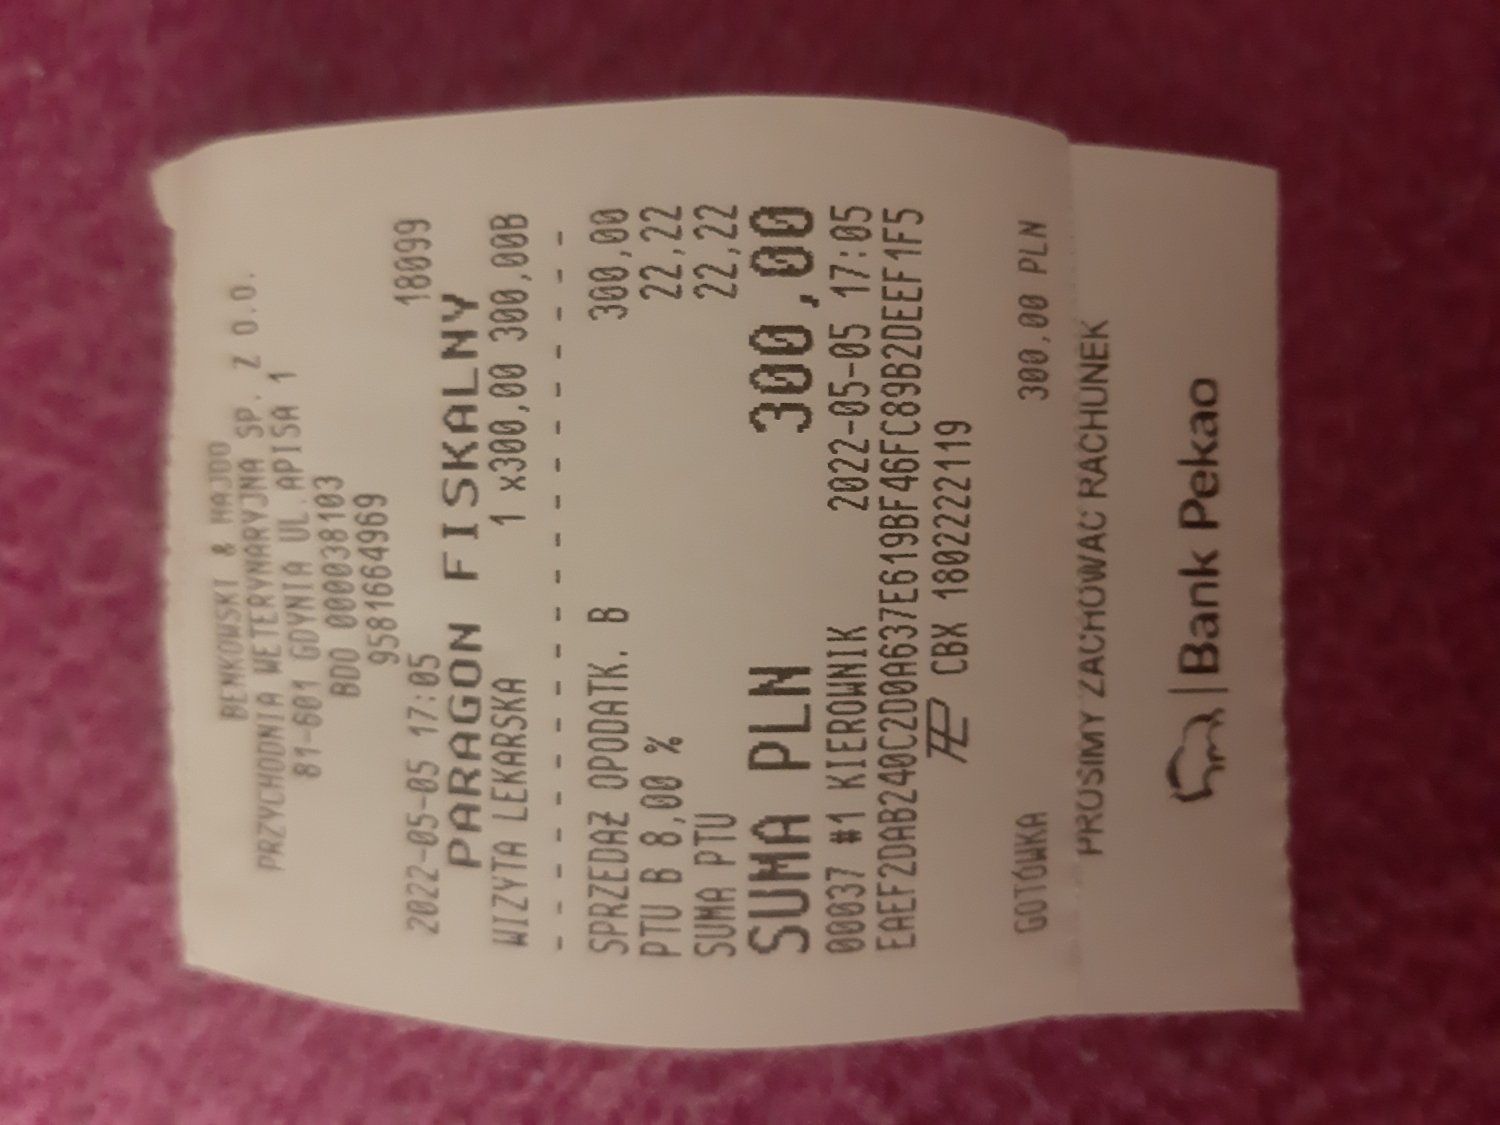 BENKOWSKI & MAJDO
PRZYCHODNIA WETERYNARYJNA SP. Z O.O.
81-601 GDYNIA UL.APISA 1
BDO 000038103
9581664969
2022-05-05 17:05 18099
PARAGON FISKALNY
WIZYTA LEKARSKA 1 x300,00 300,00B
SPRZEDAŻ OPODATK. B 300,00
PTU B 8,00 % 22,22
SUMA PTU 22,22
SUMA PLN 300,00
00037 #1 KIEROWNIK 2022-05-05 17:05
EAEF2DAB240C2D0A637E619BF46FC89B2DEEF1F5
CBX 1802222119
GOTÓWKA 300,00 PLN
PROSIMY ZACHOWAĆ RACHUNEK
Bank Pekao